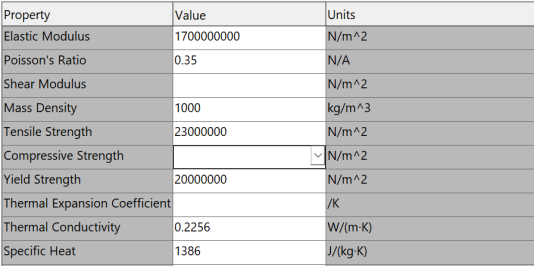 Property Value Units
Elastic Modulus 1700000000 N/m^2
Poisson's Ratio 0.35 N/A
Shear Modulus N/m^2
Mass Density 1000 kg/m^3
Tensile Strength 23000000 N/m^2
Compressive Strength N/m^2
Yield Strength 20000000 N/m^2
Thermal Expansion Coefficient /K
Thermal Conductivity 0.2256 W/(m·K)
Specific Heat 1386 J/(kg·K)